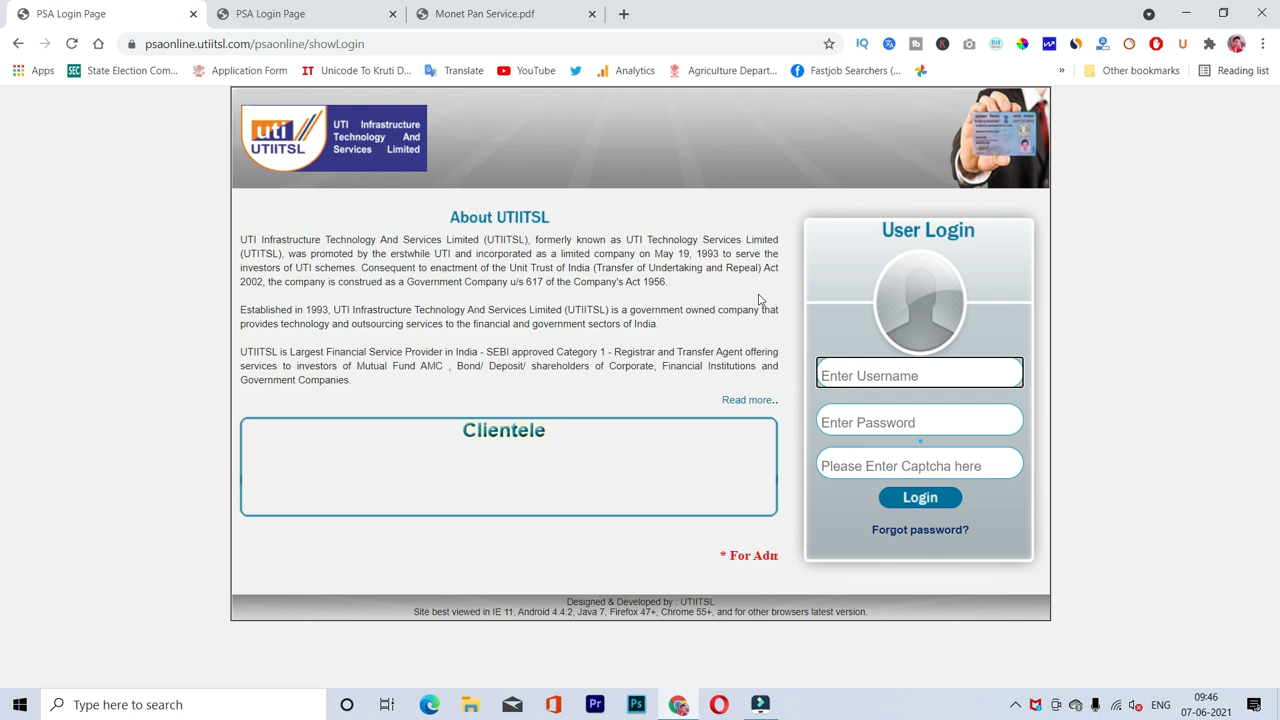 PSA Login Page
PSA Login Page
Monet Pan Service.pdf
psaonline.utiitsl.com/psaonline/showLogin
Apps
SEC State Election Com...
Application Form
IT Unicode To Kruti D...
Translate
YouTube
Analytics
Agriculture Depart...
Fastjob Searchers (...
»
Other bookmarks
Reading list
uti
UTIITSL
UTI Infrastructure
Technology And
Services Limited
About UTIITSL
UTI Infrastructure Technology And Services Limited (UTIITSL), formerly known as UTI Technology Services Limited
(UTITSL), was promoted by the erstwhile UTI and incorporated as a limited company on May 19, 1993 to serve the
investors of UTI schemes. Consequent to enactment of the Unit Trust of India (Transfer of Undertaking and Repeal) Act
2002, the company is construed as a Government Company u/s 617 of the Company's Act 1956.
Established in 1993, UTI Infrastructure Technology And Services Limited (UTIITSL) is a government owned company that
provides technology and outsourcing services to the financial and government sectors of India.
UTIITSL is Largest Financial Service Provider in India - SEBI approved Category 1 - Registrar and Transfer Agent offering
services to investors of Mutual Fund AMC , Bond/ Deposit/ shareholders of Corporate, Financial Institutions and
Government Companies.
Read more..
Clientele
* For Adm
User Login
Enter Username
Enter Password
Please Enter Captcha here
Login
Forgot password?
Designed & Developed by : UTIITSL
Site best viewed in IE 11, Android 4.4.2, Java 7, Firefox 47+, Chrome 55+, and for other browsers latest version.
Type here to search
Pr
Ps
ENG
09:46
07-06-2021